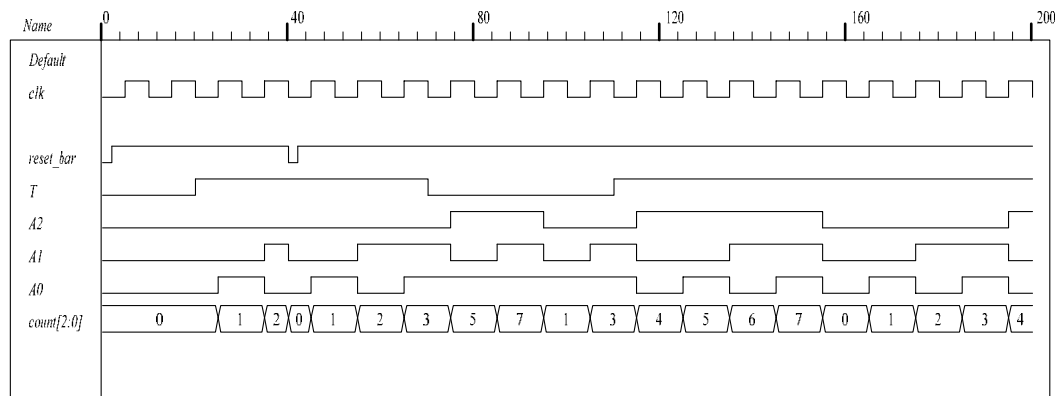 Name
0 40 80 120 160 200
Default
clk
reset_bar
T
A2
A1
A0
count[2:0] 0 1 2 0 1 2 3 5 7 1 3 4 5 6 7 0 1 2 3 4